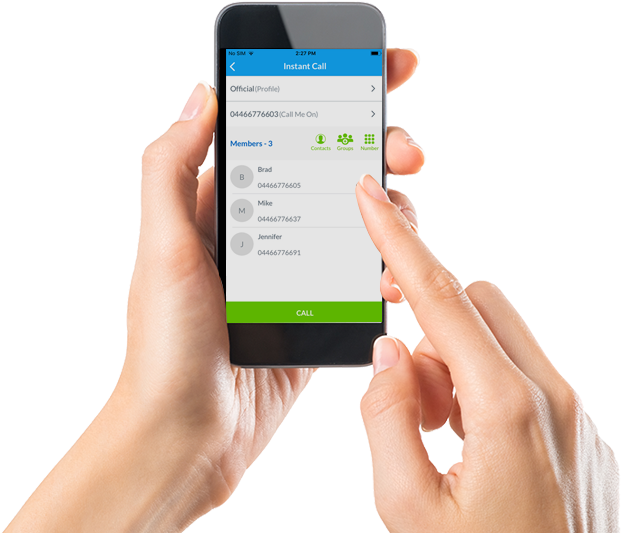 No SIM 2:27 PM
Instant Call
Official(Profile)
04466776603(Call Me On)
Members - 3
Contacts Groups Number
B Brad
04466776605
M Mike
04466776637
J Jennifer
04466776691
CALL